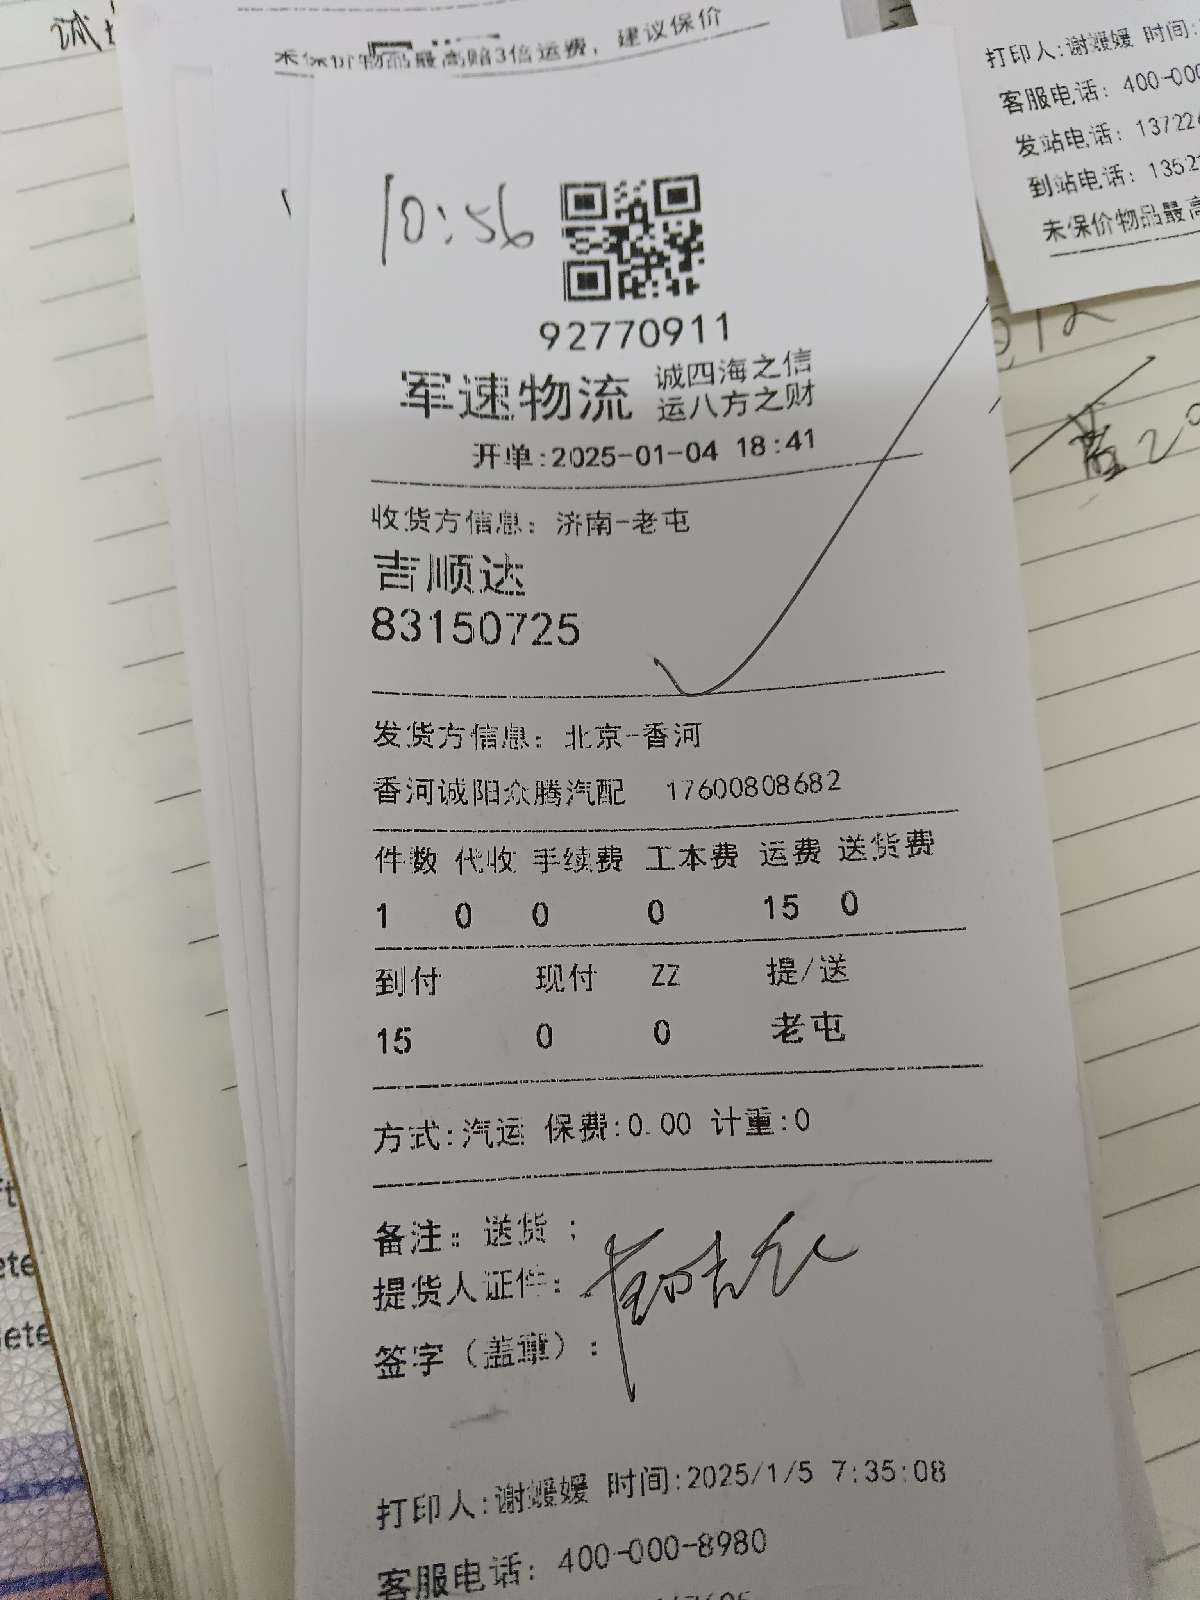 未保价物品最高赔3倍运费，建议保价
10:56
92770911
军速物流 诚四海之信
运八方之财
开单:2025-01-04 18:41
收货方信息：济南-老屯
吉顺达
83150725
发货方信息：北京-香河
香河诚阳众腾汽配 17600808682
件数 代收 手续费 工本费 运费 送货费
1 0 0 0 15 0
到付 现付 ZZ 提/送
15 0 0 老屯
方式:汽运 保费:0.00 计重:0
备注：送货；
提货人证件：
签字（盖章）：
打印人:谢媛媛 时间:2025/1/5 7:35:08
客服电话：400-000-8980
打印人:谢媛媛 时间:
客服电话：400-000
发站电话：13722
到站电话：1352
未保价物品最高